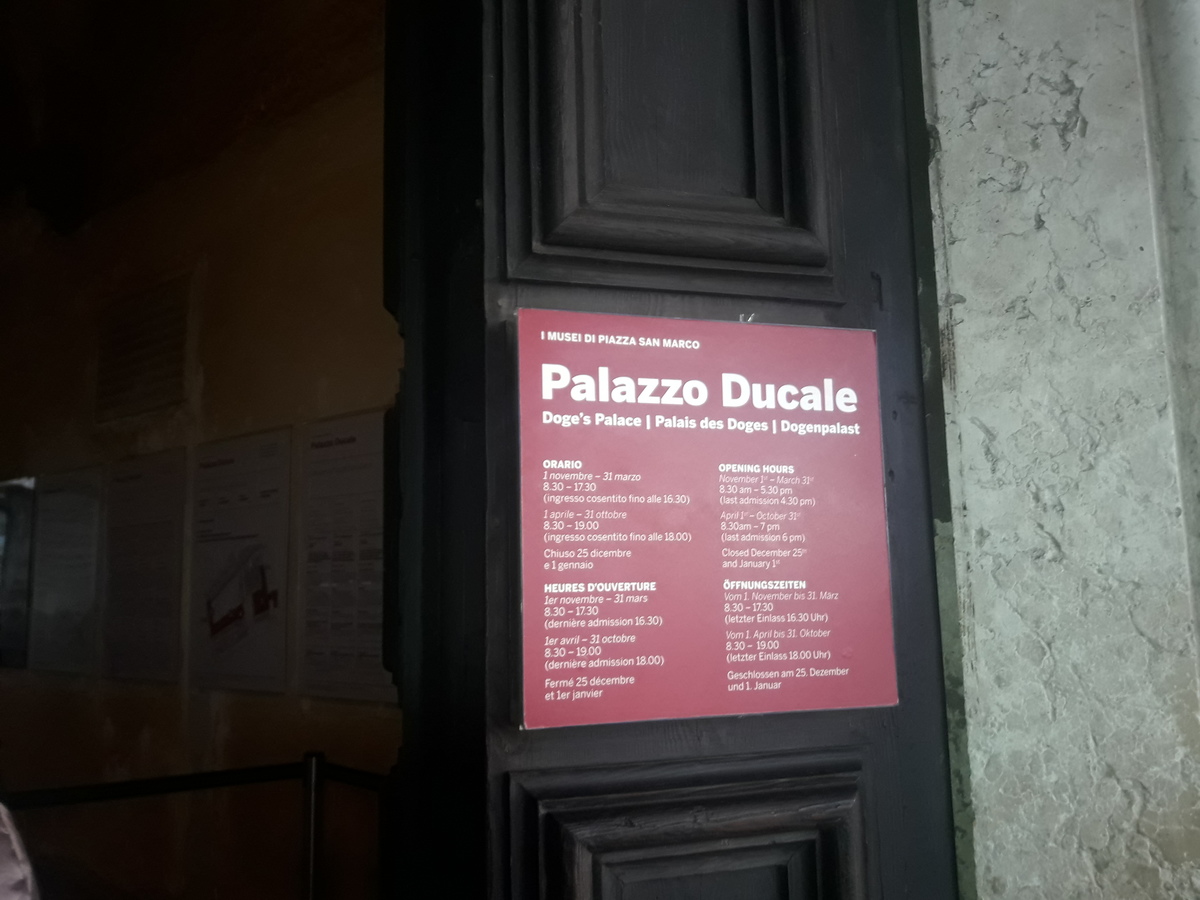 I MUSEI DI PIAZZA SAN MARCO
Palazzo Ducale
Doge's Palace | Palais des Doges | Dogenpalast
ORARIO
1 novembre – 31 marzo
8.30 – 17.30
(ingresso cosentito fino alle 16.30)
1 aprile – 31 ottobre
8.30 – 19.00
(ingresso cosentito fino alle 18.00)
Chiuso 25 dicembre
e 1 gennaio
OPENING HOURS
November 1st – March 31st
8.30 am – 5.30 pm
(last admission 4.30 pm)
April 1st – October 31st
8.30am – 7 pm
(last admission 6 pm)
Closed December 25th
and January 1st
HEURES D'OUVERTURE
1er novembre – 31 mars
8.30 – 17.30
(dernière admission 16.30)
1er avril – 31 octobre
8.30 – 19.00
(dernière admission 18.00)
Fermé 25 décembre
et 1er janvier
ÖFFNUNGSZEITEN
Vom 1. November bis 31. März
8.30 – 17.30
(letzter Einlass 16.30 Uhr)
Vom 1. April bis 31. Oktober
8.30 – 19.00
(letzter Einlass 18.00 Uhr)
Geschlossen am 25. Dezember
und 1. Januar
Palazzo Ducale